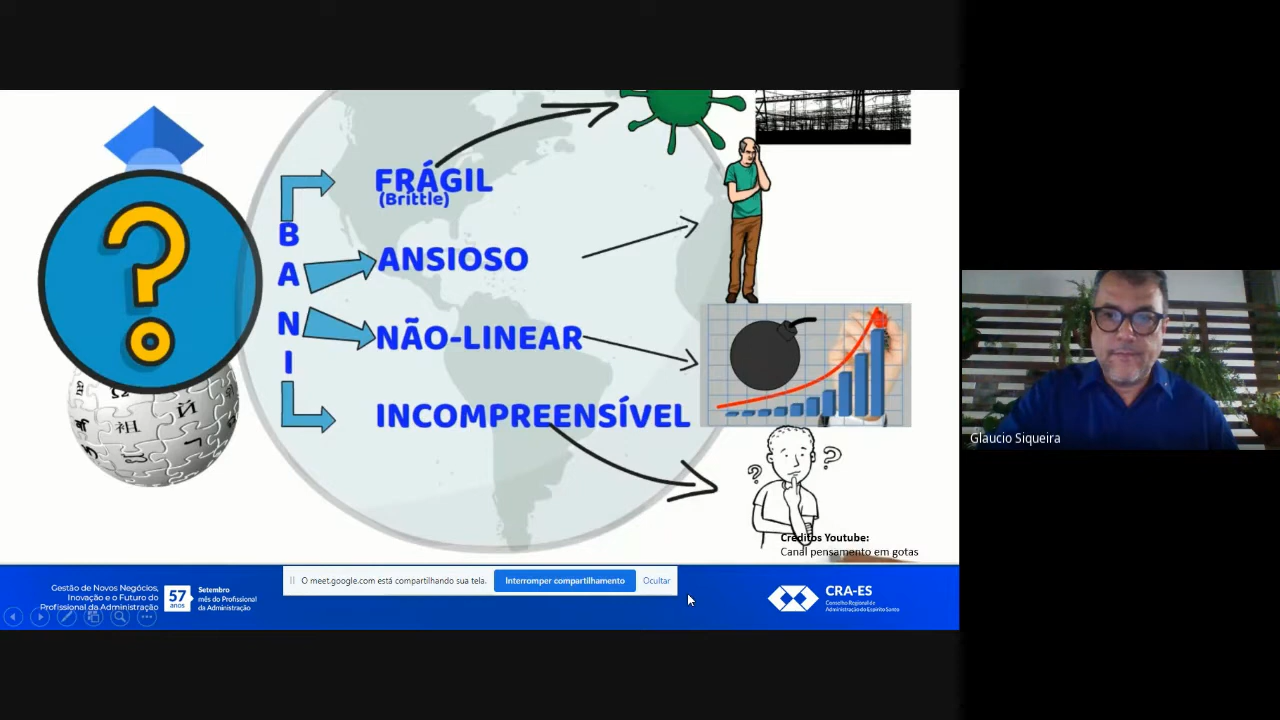 FRÁGIL
(Brittle)
B
ANSIOSO
A
N
NÃO-LINEAR
I
INCOMPREENSÍVEL
И
Glaucio Siqueira
Créditos Youtube:
Canal pensamento em gotas
O meet.google.com está compartilhando sua tela.
Interromper compartilhamento
Ocultar
Gestão de Novos Negócios,
Inovação e o Futuro do
Profissional da Administração
57
anos
Setembro
mês do Profissional
da Administração
CRA-ES
Conselho Regional de
Administração do Espírito Santo